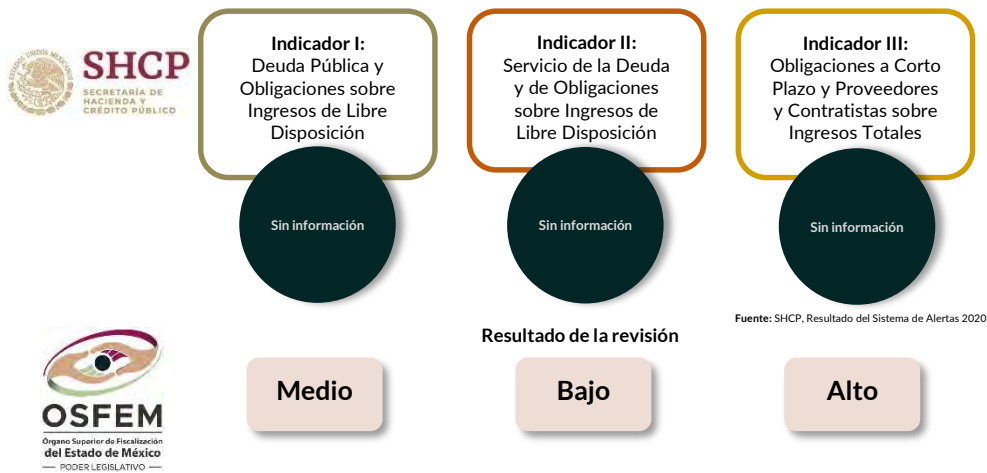 SHCP
SECRETARÍA DE
HACIENDA Y
CRÉDITO PÚBLICO
ESTADOS UNIDOS MEXICANOS
Indicador I:
Deuda Pública y
Obligaciones sobre
Ingresos de Libre
Disposición
Sin información
Indicador II:
Servicio de la Deuda
y de Obligaciones
sobre Ingresos de
Libre Disposición
Sin información
Indicador III:
Obligaciones a Corto
Plazo y Proveedores
y Contratistas sobre
Ingresos Totales
Sin información
Fuente: SHCP, Resultado del Sistema de Alertas 2020
Resultado de la revisión
OSFEM
Órgano Superior de Fiscalización
del Estado de México
PODER LEGISLATIVO
Medio
Bajo
Alto